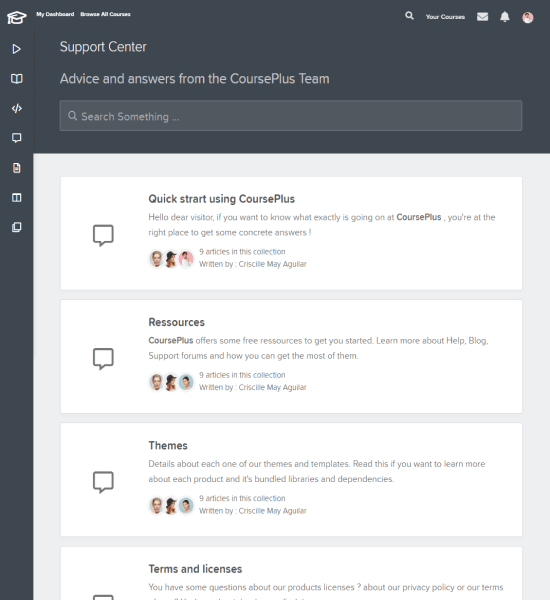 My Dashboard Browse All Courses
Your Courses
Support Center
Advice and answers from the CoursePlus Team
Search Something ...
Quick strart using CoursePlus
Hello dear visitor, if you want to know what exactly is going on at CoursePlus , you're at the
right place to get some concrete answers !
9 articles in this collection
Written by : Criscille May Aguilar
Ressources
CoursePlus offers some free ressources to get you started. Learn more about Help, Blog,
Support forums and how you can get the most of them.
9 articles in this collection
Written by : Criscille May Aguilar
Themes
Details about each one of our themes and templates. Read this if you want to learn more
about each product and it's bundled libraries and dependencies.
9 articles in this collection
Written by : Criscille May Aguilar
Terms and licenses
You have some questions about our products licenses ? about our privacy policy or our terms